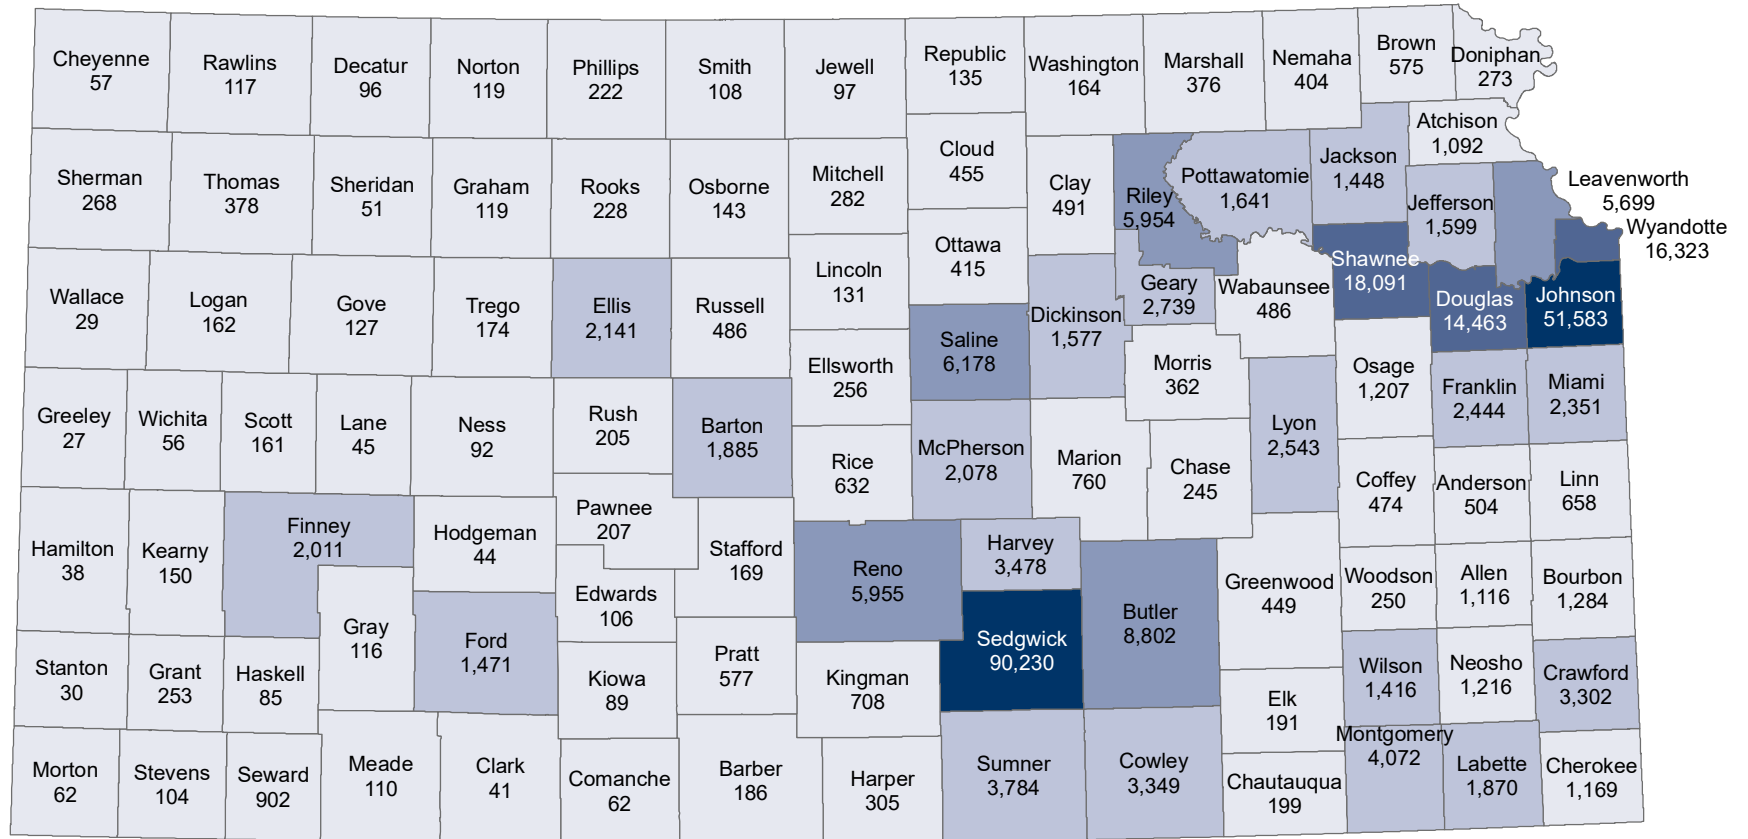 Cheyenne
57
Rawlins
117
Decatur
96
Norton
119
Phillips
222
Smith
108
Jewell
97
Republic
135
Washington
164
Marshall
376
Nemaha
404
Brown
575
Doniphan
273
Sherman
268
Thomas
378
Sheridan
51
Graham
119
Rooks
228
Osborne
143
Mitchell
282
Cloud
455
Clay
491
Riley
5,954
Pottawatomie
1,641
Jackson
1,448
Atchison
1,092
Jefferson
1,599
Leavenworth
5,699
Wyandotte
16,323
Wallace
29
Logan
162
Gove
127
Trego
174
Ellis
2,141
Russell
486
Lincoln
131
Ottawa
415
Saline
6,178
Dickinson
1,577
Geary
2,739
Wabaunsee
486
Shawnee
18,091
Douglas
14,463
Johnson
51,583
Greeley
27
Wichita
56
Scott
161
Lane
45
Ness
92
Rush
205
Barton
1,885
Ellsworth
256
Rice
632
McPherson
2,078
Marion
760
Morris
362
Chase
245
Lyon
2,543
Osage
1,207
Franklin
2,444
Miami
2,351
Coffey
474
Anderson
504
Linn
658
Hamilton
38
Kearny
150
Finney
2,011
Hodgeman
44
Pawnee
207
Stafford
169
Edwards
106
Reno
5,955
Harvey
3,478
Sedgwick
90,230
Butler
8,802
Greenwood
449
Woodson
250
Allen
1,116
Bourbon
1,284
Stanton
30
Grant
253
Haskell
85
Gray
116
Ford
1,471
Kiowa
89
Pratt
577
Kingman
708
Elk
191
Wilson
1,416
Neosho
1,216
Crawford
3,302
Morton
62
Stevens
104
Seward
902
Meade
110
Clark
41
Comanche
62
Barber
186
Harper
305
Sumner
3,784
Cowley
3,349
Chautauqua
199
Montgomery
4,072
Labette
1,870
Cherokee
1,169